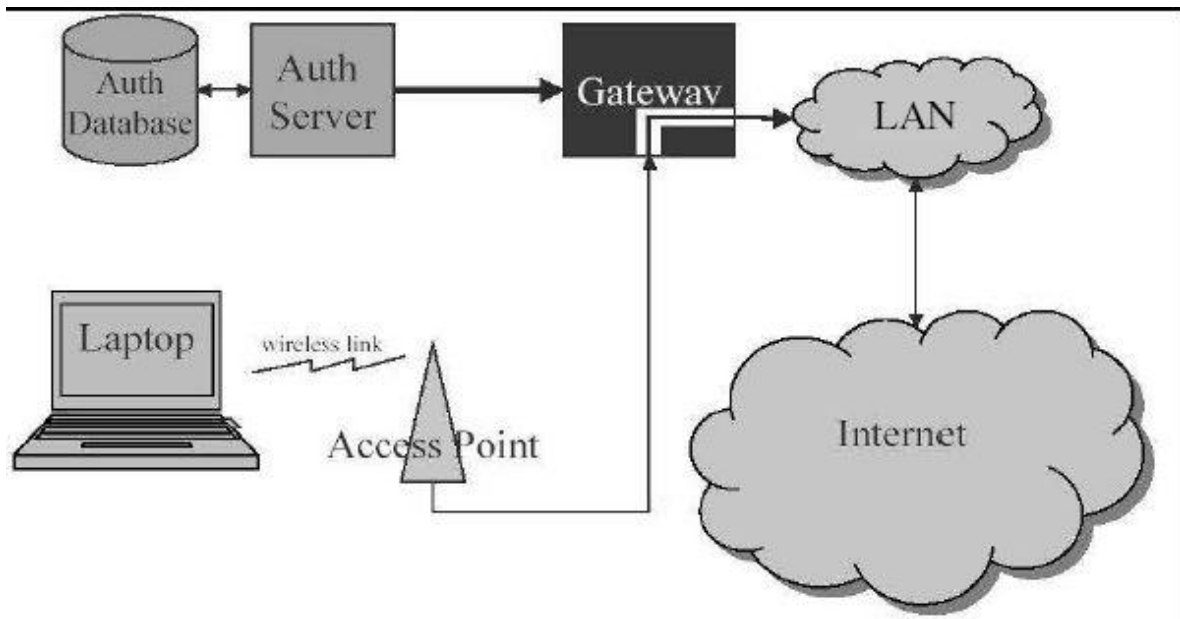 Auth
Database
Auth
Server
Gateway
LAN
Laptop
wireless link
Access Point
Internet